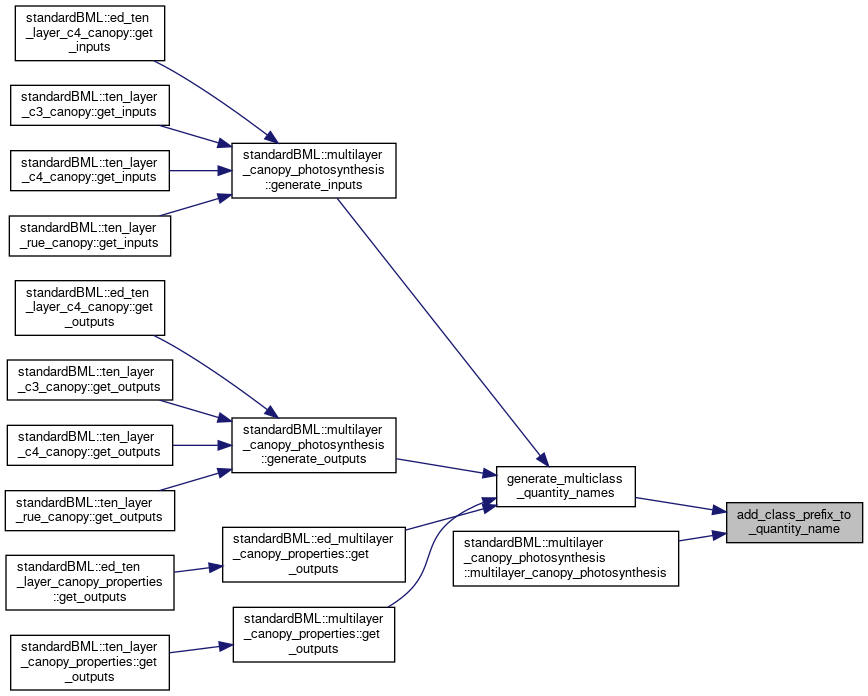 standardBML::ed_ten
_layer_c4_canopy::get
_inputs
standardBML::ten_layer
_c3_canopy::get_inputs
standardBML::ten_layer
_c4_canopy::get_inputs
standardBML::ten_layer
_rue_canopy::get_inputs
standardBML::multilayer
_canopy_photosynthesis
::generate_inputs
standardBML::ed_ten
_layer_c4_canopy::get
_outputs
standardBML::ten_layer
_c3_canopy::get_outputs
standardBML::ten_layer
_c4_canopy::get_outputs
standardBML::ten_layer
_rue_canopy::get_outputs
standardBML::multilayer
_canopy_photosynthesis
::generate_outputs
standardBML::ed_ten
_layer_canopy_properties
::get_outputs
standardBML::ed_multilayer
_canopy_properties::get
_outputs
standardBML::ten_layer
_canopy_properties::get
_outputs
standardBML::multilayer
_canopy_properties::get
_outputs
generate_multiclass
_quantity_names
standardBML::multilayer
_canopy_photosynthesis
::multilayer_canopy_photosynthesis
add_class_prefix_to
_quantity_name